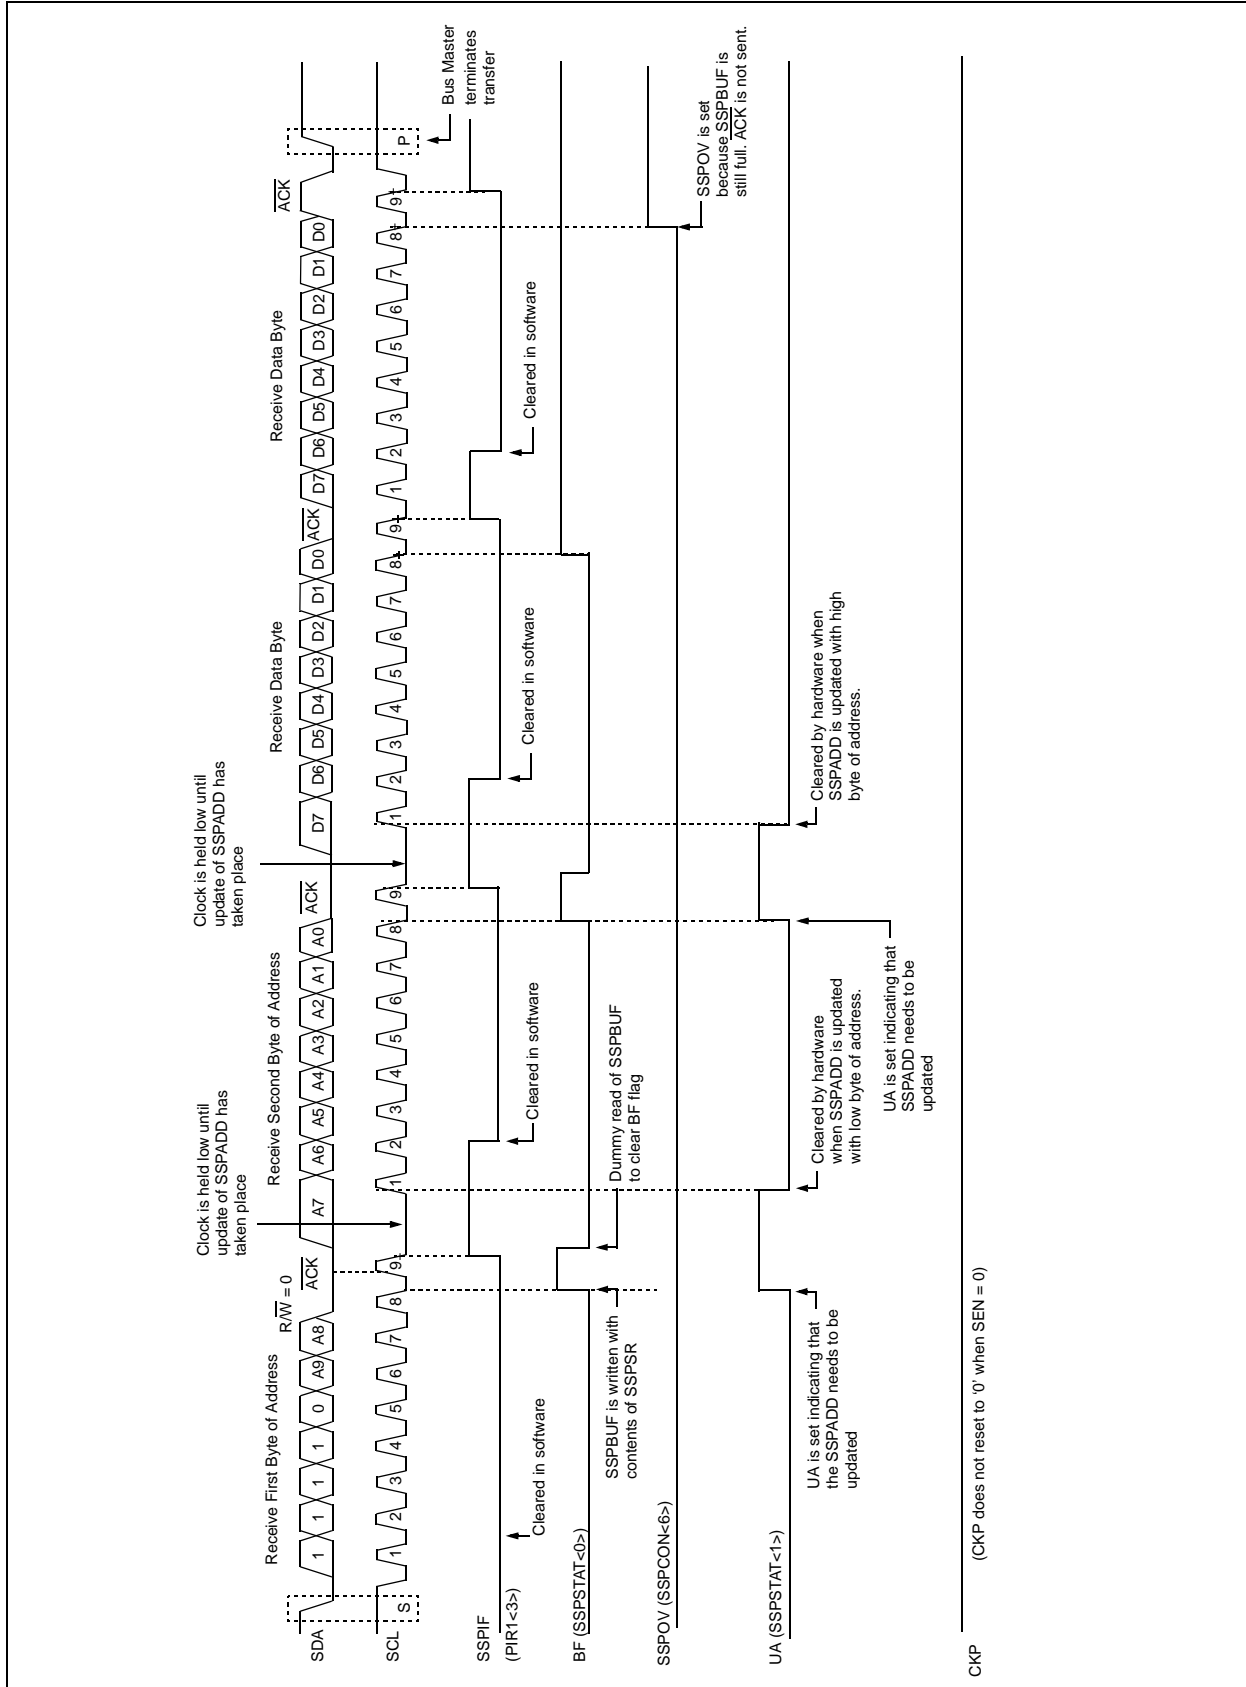 Receive First Byte of Address
R/W = 0
ACK
Clock is held low until
update of SSPADD has
taken place
Receive Second Byte of Address
ACK
Clock is held low until
update of SSPADD has
taken place
Receive Data Byte
ACK
Receive Data Byte
ACK
SDA
1 1 1 1 0 A9 A8 A7 A6 A5 A4 A3 A2 A1 A0 D7 D6 D5 D4 D3 D2 D1 D0 D7 D6 D5 D4 D3 D2 D1 D0
SCL
S 1 2 3 4 5 6 7 8 9 1 2 3 4 5 6 7 8 9 1 2 3 4 5 6 7 8 9 1 2 3 4 5 6 7 8 9 P
Bus Master
terminates
transfer
SSPIF
(PIR1<3>)
Cleared in software
Cleared in software
Cleared in software
Cleared in software
BF (SSPSTAT<0>)
SSPBUF is written with
contents of SSPSR
Dummy read of SSPBUF
to clear BF flag
SSPOV (SSPCON<6>)
SSPOV is set
because SSPBUF is
still full. ACK is not sent.
UA (SSPSTAT<1>)
UA is set indicating that
the SSPADD needs to be
updated
Cleared by hardware
when SSPADD is updated
with low byte of address.
UA is set indicating that
SSPADD needs to be
updated
Cleared by hardware when
SSPADD is updated with high
byte of address.
CKP
(CKP does not reset to ‘0’ when SEN = 0)